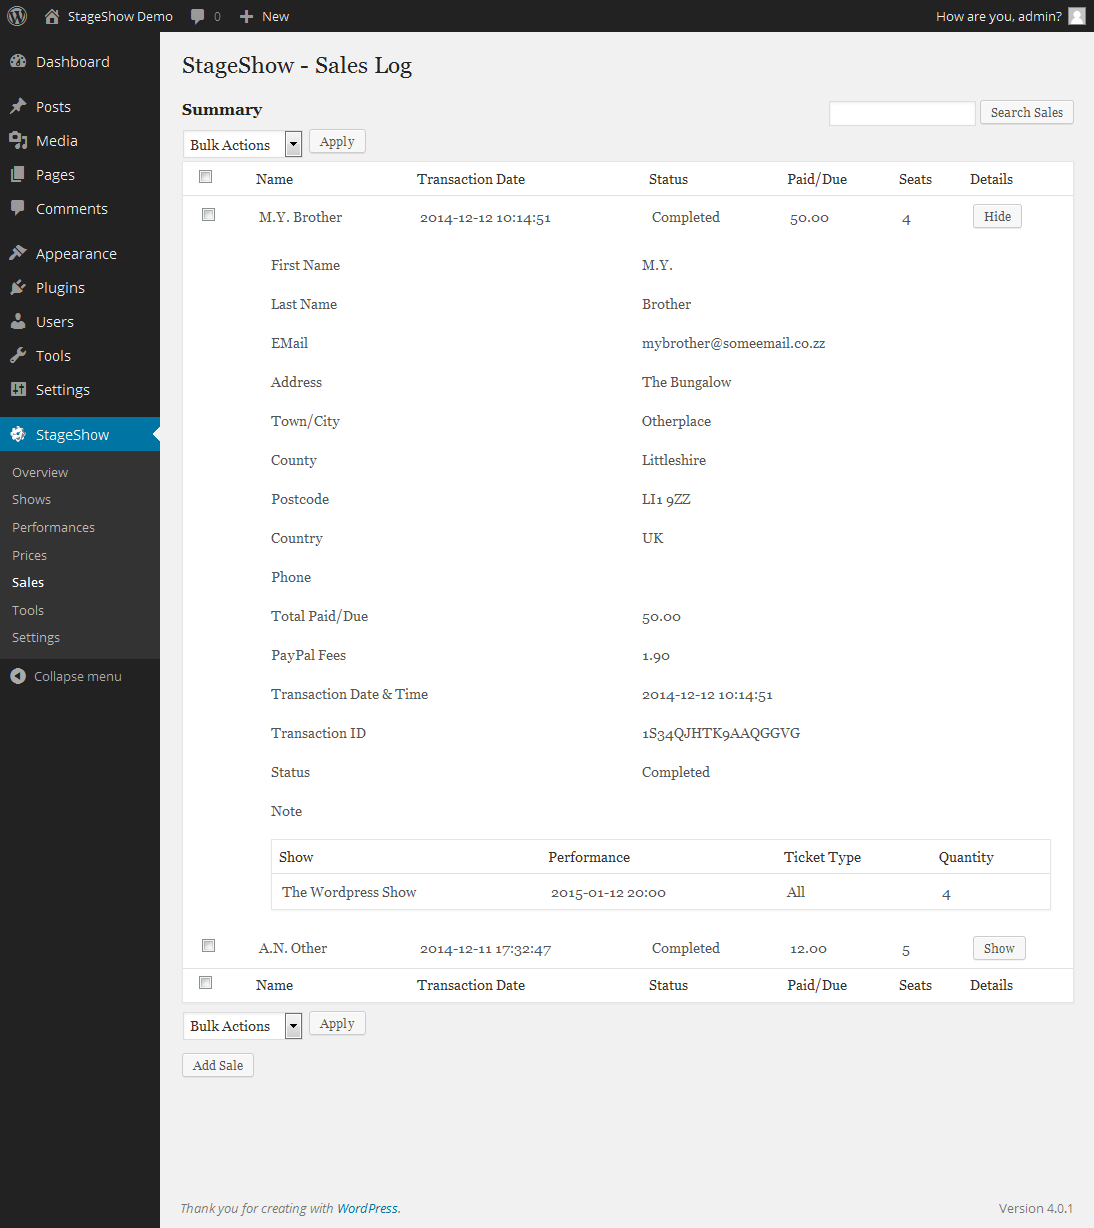 StageShow Demo 0 New How are you, admin?
Dashboard
Posts
Media
Pages
Comments
Appearance
Plugins
Users
Tools
Settings
StageShow
Overview
Shows
Performances
Prices
Sales
Tools
Settings
Collapse menu
StageShow - Sales Log
Summary
Search Sales
Bulk Actions Apply
Name Transaction Date Status Paid/Due Seats Details
M.Y. Brother 2014-12-12 10:14:51 Completed 50.00 4 Hide
First Name M.Y.
Last Name Brother
EMail mybrother@someemail.co.zz
Address The Bungalow
Town/City Otherplace
County Littleshire
Postcode LI1 9ZZ
Country UK
Phone
Total Paid/Due 50.00
PayPal Fees 1.90
Transaction Date & Time 2014-12-12 10:14:51
Transaction ID 1S34QJHTK9AAQGGVG
Status Completed
Note
Show Performance Ticket Type Quantity
The Wordpress Show 2015-01-12 20:00 All 4
A.N. Other 2014-12-11 17:32:47 Completed 12.00 5 Show
Name Transaction Date Status Paid/Due Seats Details
Bulk Actions Apply
Add Sale
Thank you for creating with WordPress. Version 4.0.1